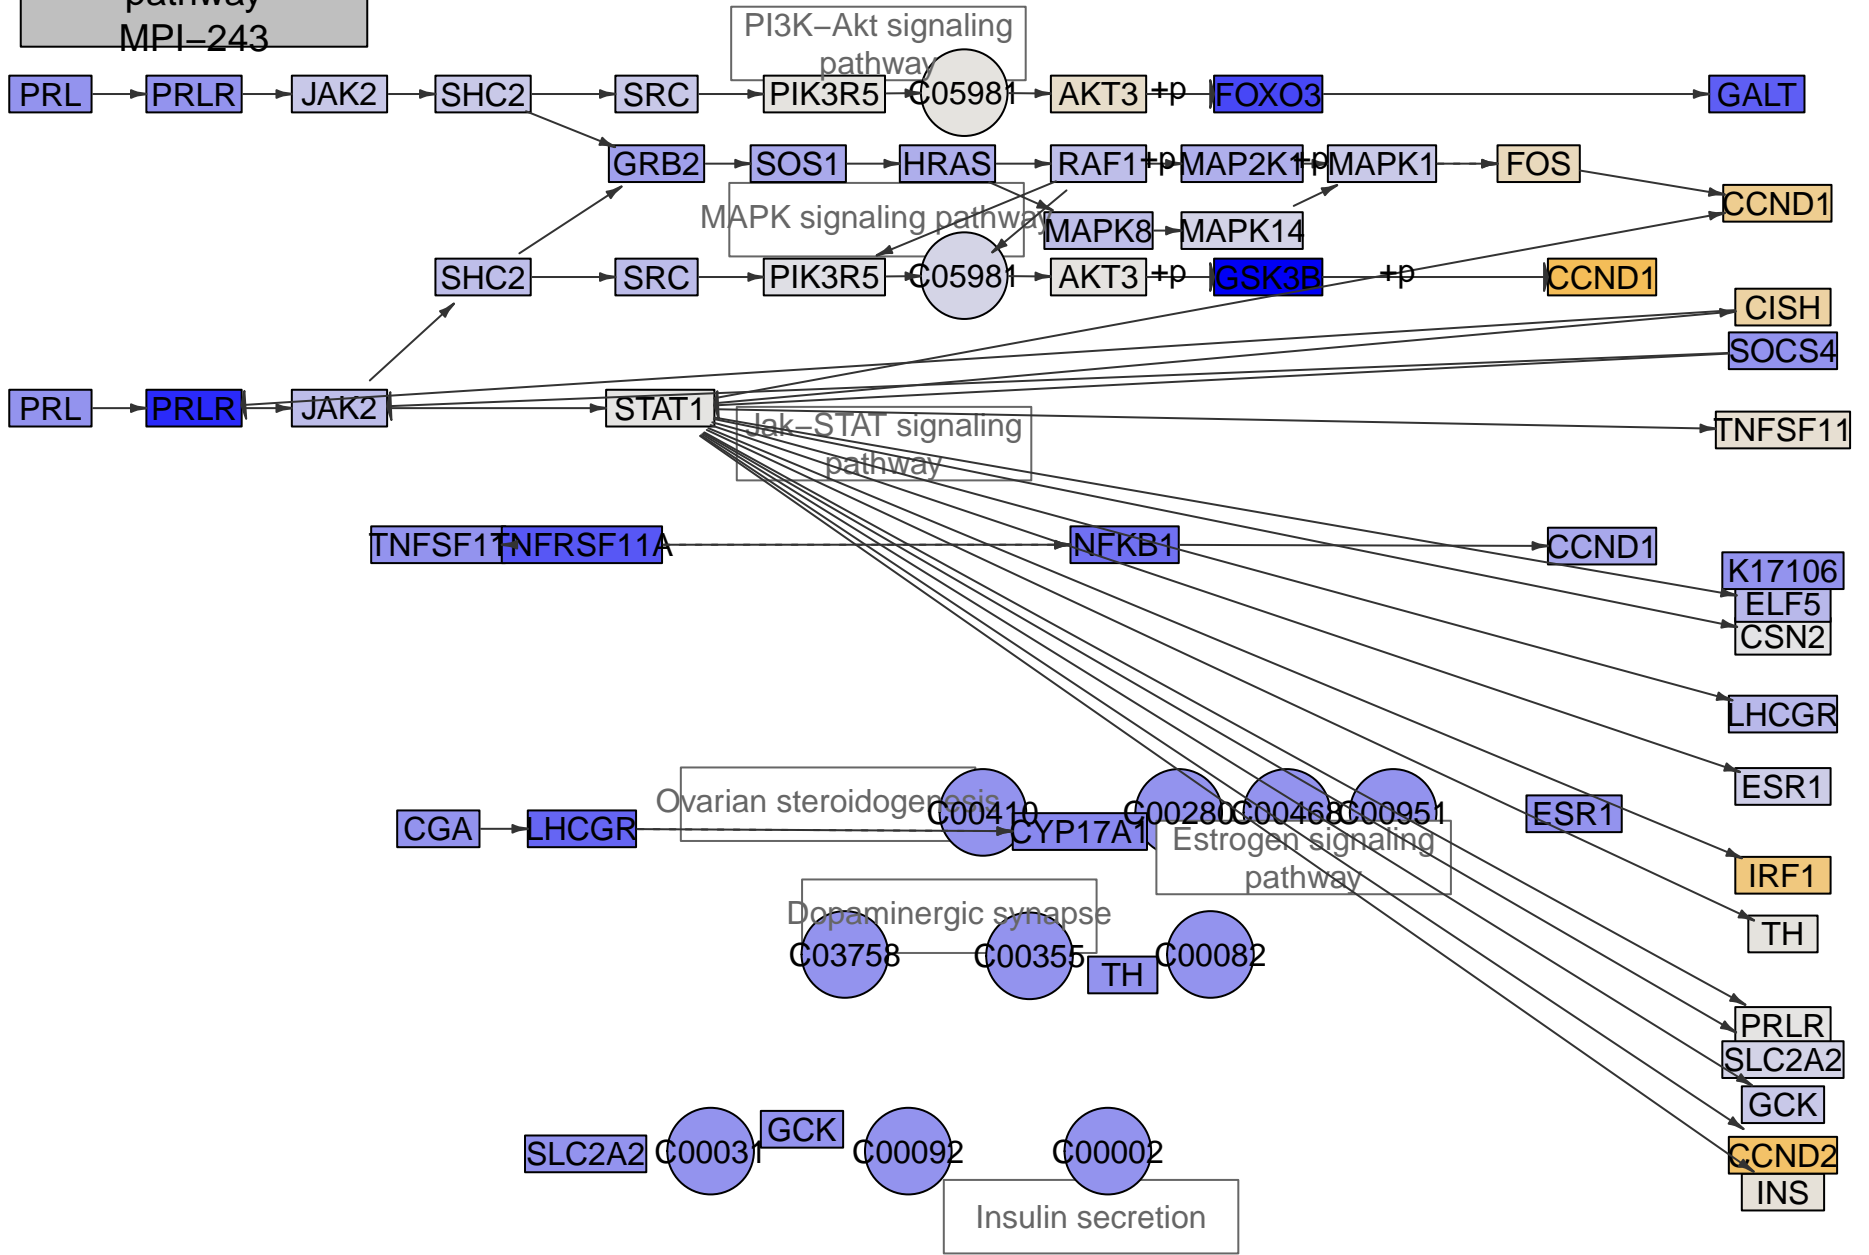 pathway
MPI−243
PI3K−Akt signaling
pathway
PRL
PRLR
JAK2
SHC2
SRC
PIK3R5
C05981
AKT3
+p
FOXO3
GALT
GRB2
SOS1
HRAS
RAF1
+p
MAP2K1
+p
MAPK1
FOS
CCND1
MAPK signaling pathway
MAPK8
MAPK14
SHC2
SRC
PIK3R5
C05981
AKT3
+p
GSK3B
+p
CCND1
CISH
SOCS4
PRL
PRLR
JAK2
STAT1
Jak−STAT signaling
pathway
TNFSF11
TNFSF11
TNFRSF11A
NFKB1
CCND1
K17106
ELF5
CSN2
LHCGR
ESR1
Ovarian steroidogenesis
C00410
C00280
C00468
C00951
ESR1
CGA
LHCGR
CYP17A1
Estrogen signaling
pathway
IRF1
Dopaminergic synapse
TH
C03758
C00355
TH
C00082
PRLR
SLC2A2
GCK
SLC2A2
C00031
GCK
C00092
C00002
CCND2
INS
Insulin secretion